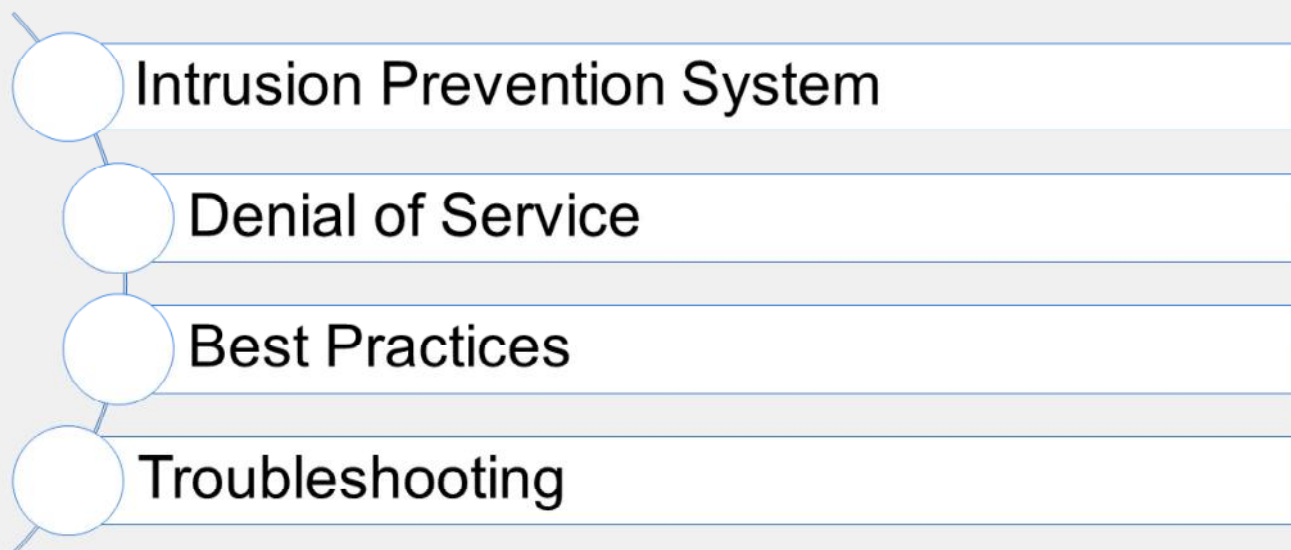 Intrusion Prevention System
Denial of Service
Best Practices
Troubleshooting